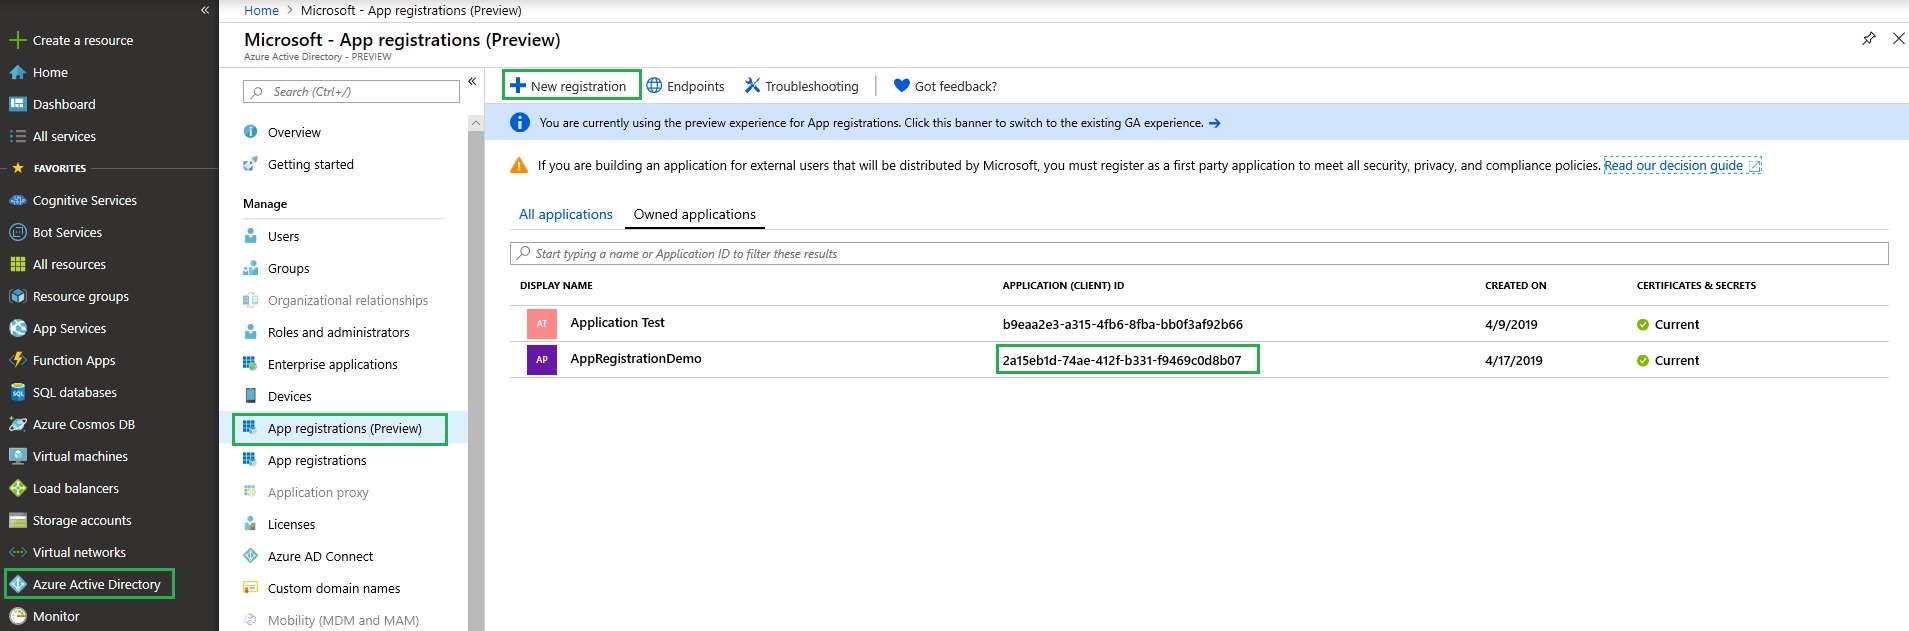 «
Create a resource
Home
Dashboard
All services
FAVORITES
Cognitive Services
Bot Services
All resources
Resource groups
App Services
Function Apps
SQL databases
Azure Cosmos DB
Virtual machines
Load balancers
Storage accounts
Virtual networks
Azure Active Directory
Monitor
Home > Microsoft - App registrations (Preview)
Microsoft - App registrations (Preview)
Azure Active Directory - PREVIEW
Search (Ctrl+/)
«
Overview
Getting started
Manage
Users
Groups
Organizational relationships
Roles and administrators
Enterprise applications
Devices
App registrations (Preview)
App registrations
Application proxy
Licenses
Azure AD Connect
Custom domain names
Mobility (MDM and MAM)
New registration Endpoints Troubleshooting Got feedback?
You are currently using the preview experience for App registrations. Click this banner to switch to the existing GA experience. →
If you are building an application for external users that will be distributed by Microsoft, you must register as a first party application to meet all security, privacy, and compliance policies. Read our decision guide
All applications Owned applications
Start typing a name or Application ID to filter these results
DISPLAY NAME APPLICATION (CLIENT) ID CREATED ON CERTIFICATES & SECRETS
AT Application Test b9eaa2e3-a315-4fb6-8fba-bb0f3af92b66 4/9/2019 Current
AP AppRegistrationDemo 2a15eb1d-74ae-412f-b331-f9469c0d8b07 4/17/2019 Current